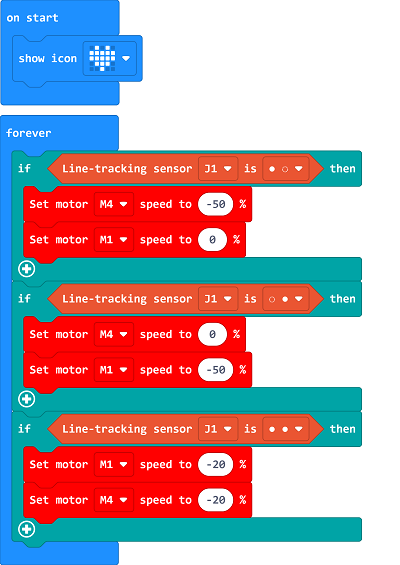 on start
show icon
forever
if Line-tracking sensor J1 is ● ○ then
Set motor M4 speed to -50 %
Set motor M1 speed to 0 %
if Line-tracking sensor J1 is ○ ● then
Set motor M4 speed to 0 %
Set motor M1 speed to -50 %
if Line-tracking sensor J1 is ● ● then
Set motor M1 speed to -20 %
Set motor M4 speed to -20 %